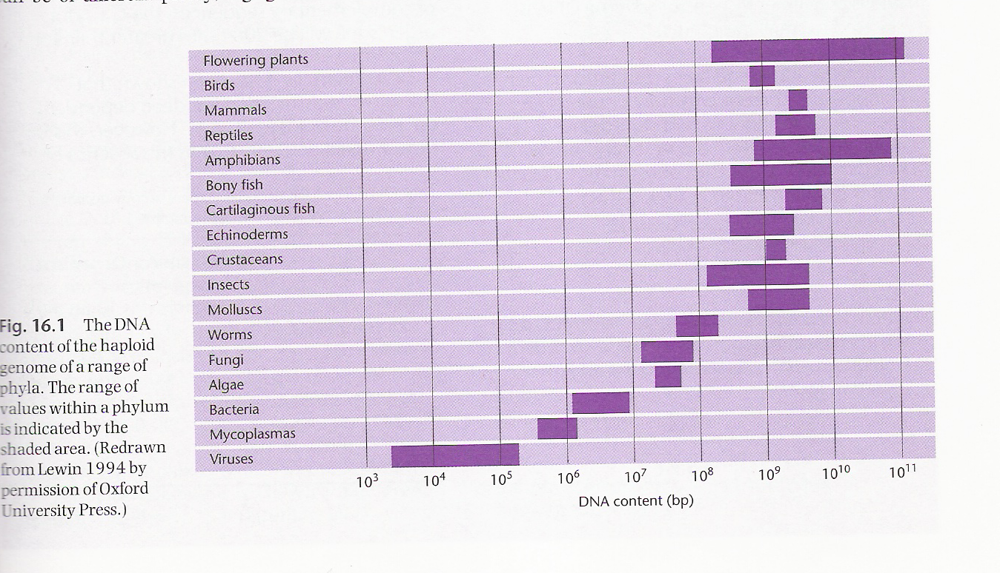 Flowering plants
Birds
Mammals
Reptiles
Amphibians
Bony fish
Cartilaginous fish
Echinoderms
Crustaceans
Insects
Molluscs
Worms
Fungi
Algae
Bacteria
Mycoplasmas
Viruses
10³ 10⁴ 10⁵ 10⁶ 10⁷ 10⁸ 10⁹ 10¹⁰ 10¹¹
DNA content (bp)
Fig. 16.1 The DNA
content of the haploid
genome of a range of
phyla. The range of
values within a phylum
is indicated by the
shaded area. (Redrawn
from Lewin 1994 by
permission of Oxford
University Press.)